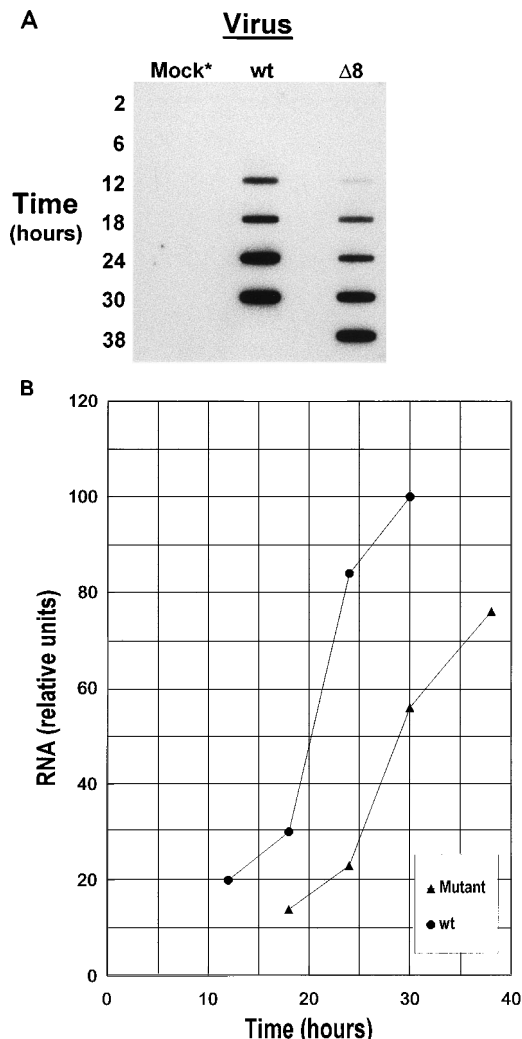 A
Virus
Mock* wt Δ8
2
6
12
Time 18
(hours)
24
30
38
B
120
100
80
60
40
20
0
RNA (relative units)
Mutant
wt
0 10 20 30 40
Time (hours)